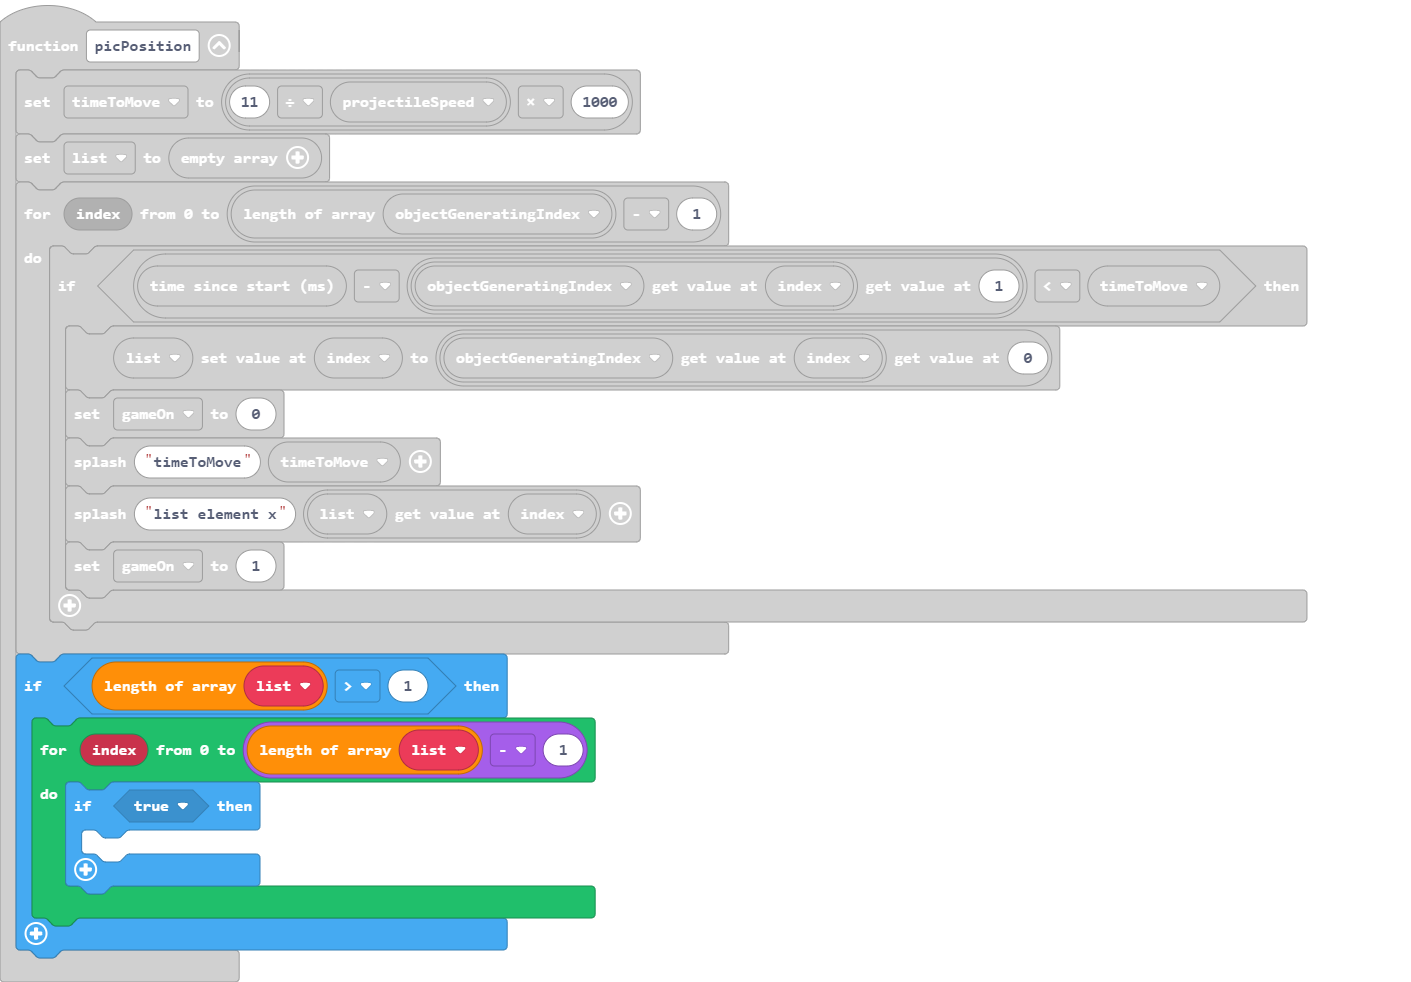 function picPosition
set timeToMove to 11 ÷ projectileSpeed × 1000
set list to empty array
for index from 0 to length of array objectGeneratingIndex - 1
do
if time since start (ms) - objectGeneratingIndex get value at index get value at 1 < timeToMove then
list set value at index to objectGeneratingIndex get value at index get value at 0
set gameOn to 0
splash "timeToMove" timeToMove
splash "list element x" list get value at index
set gameOn to 1
if length of array list > 1 then
for index from 0 to length of array list - 1
do
if true then